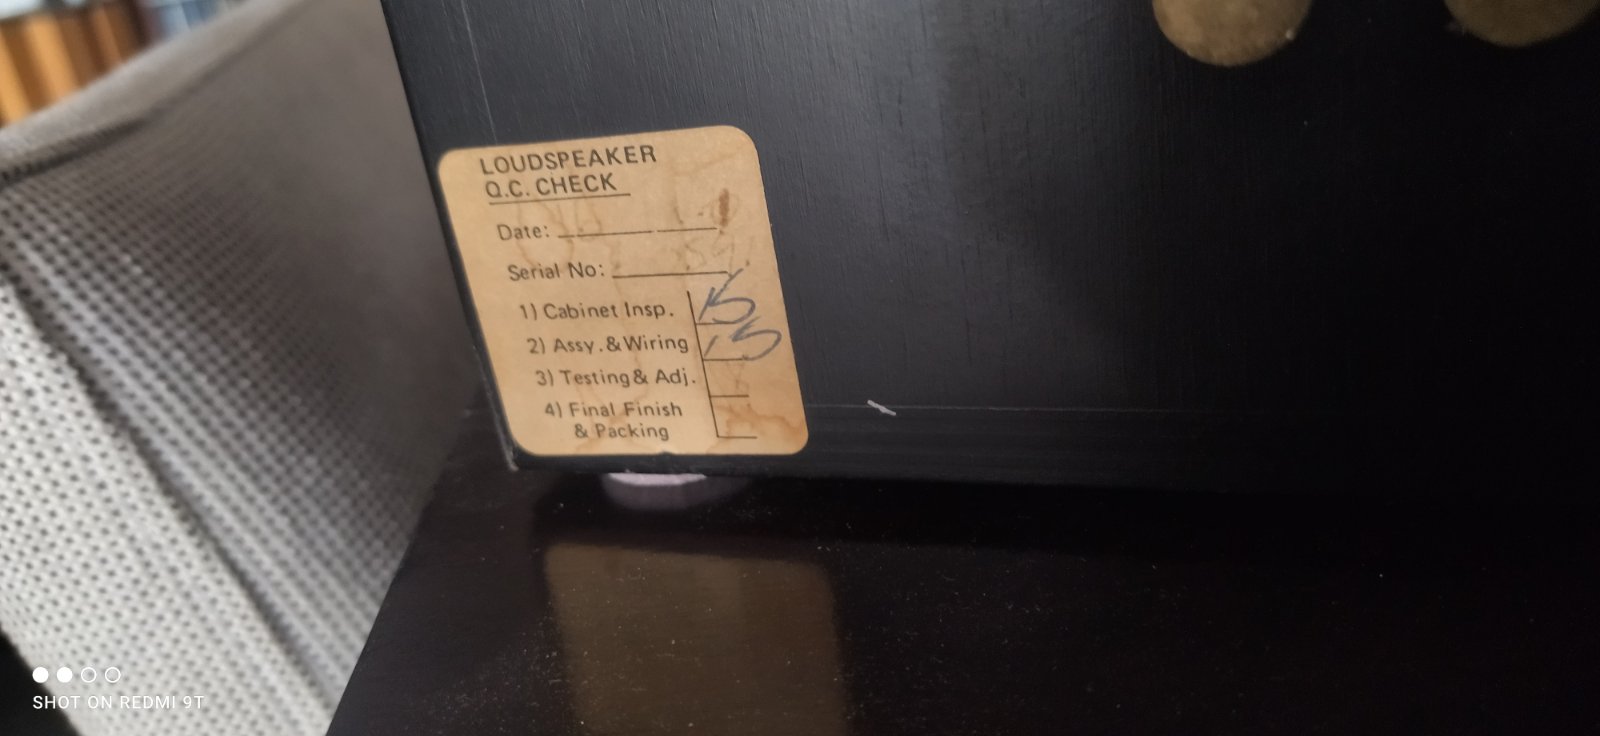 LOUDSPEAKER
Q.C. CHECK
Date:
Serial No:
1) Cabinet Insp.
2) Assy. & Wiring
3) Testing & Adj.
4) Final Finish
& Packing
SHOT ON REDMI 9T